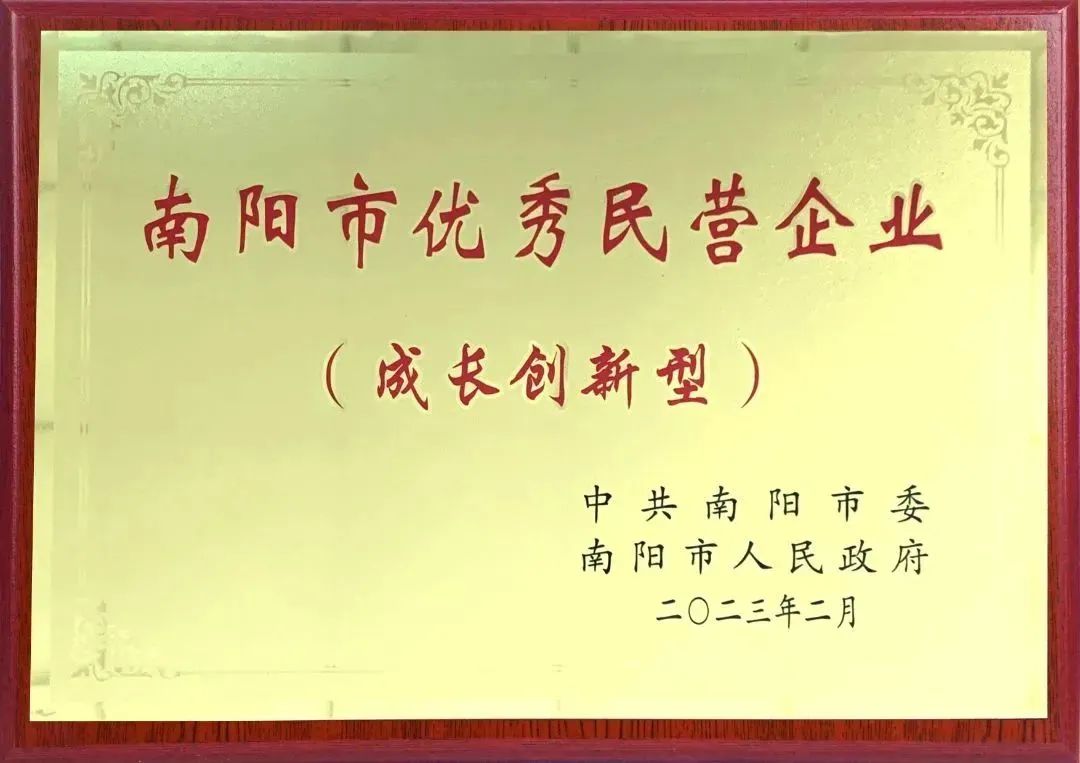 南阳市优秀民营企业
（成长创新型）
中共南阳市委
南阳市人民政府
二〇二三年二月